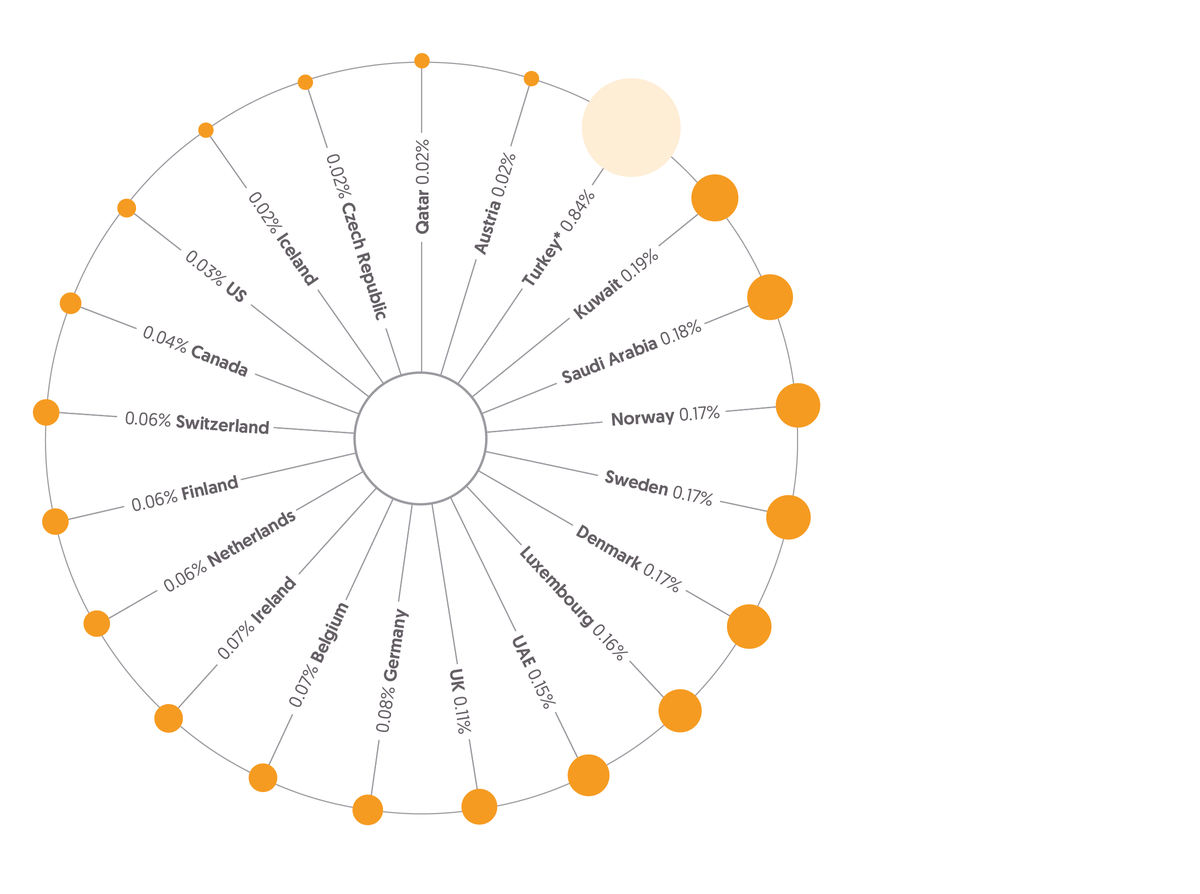 Turkey* 0.84%
Kuwait 0.19%
Saudi Arabia 0.18%
Norway 0.17%
Sweden 0.17%
Denmark 0.17%
Luxembourg 0.16%
UAE 0.15%
UK 0.11%
0.08% Germany
0.07% Belgium
0.07% Ireland
0.06% Netherlands
0.06% Finland
0.06% Switzerland
0.04% Canada
0.03% US
0.02% Iceland
0.02% Czech Republic
Qatar 0.02%
Austria 0.02%